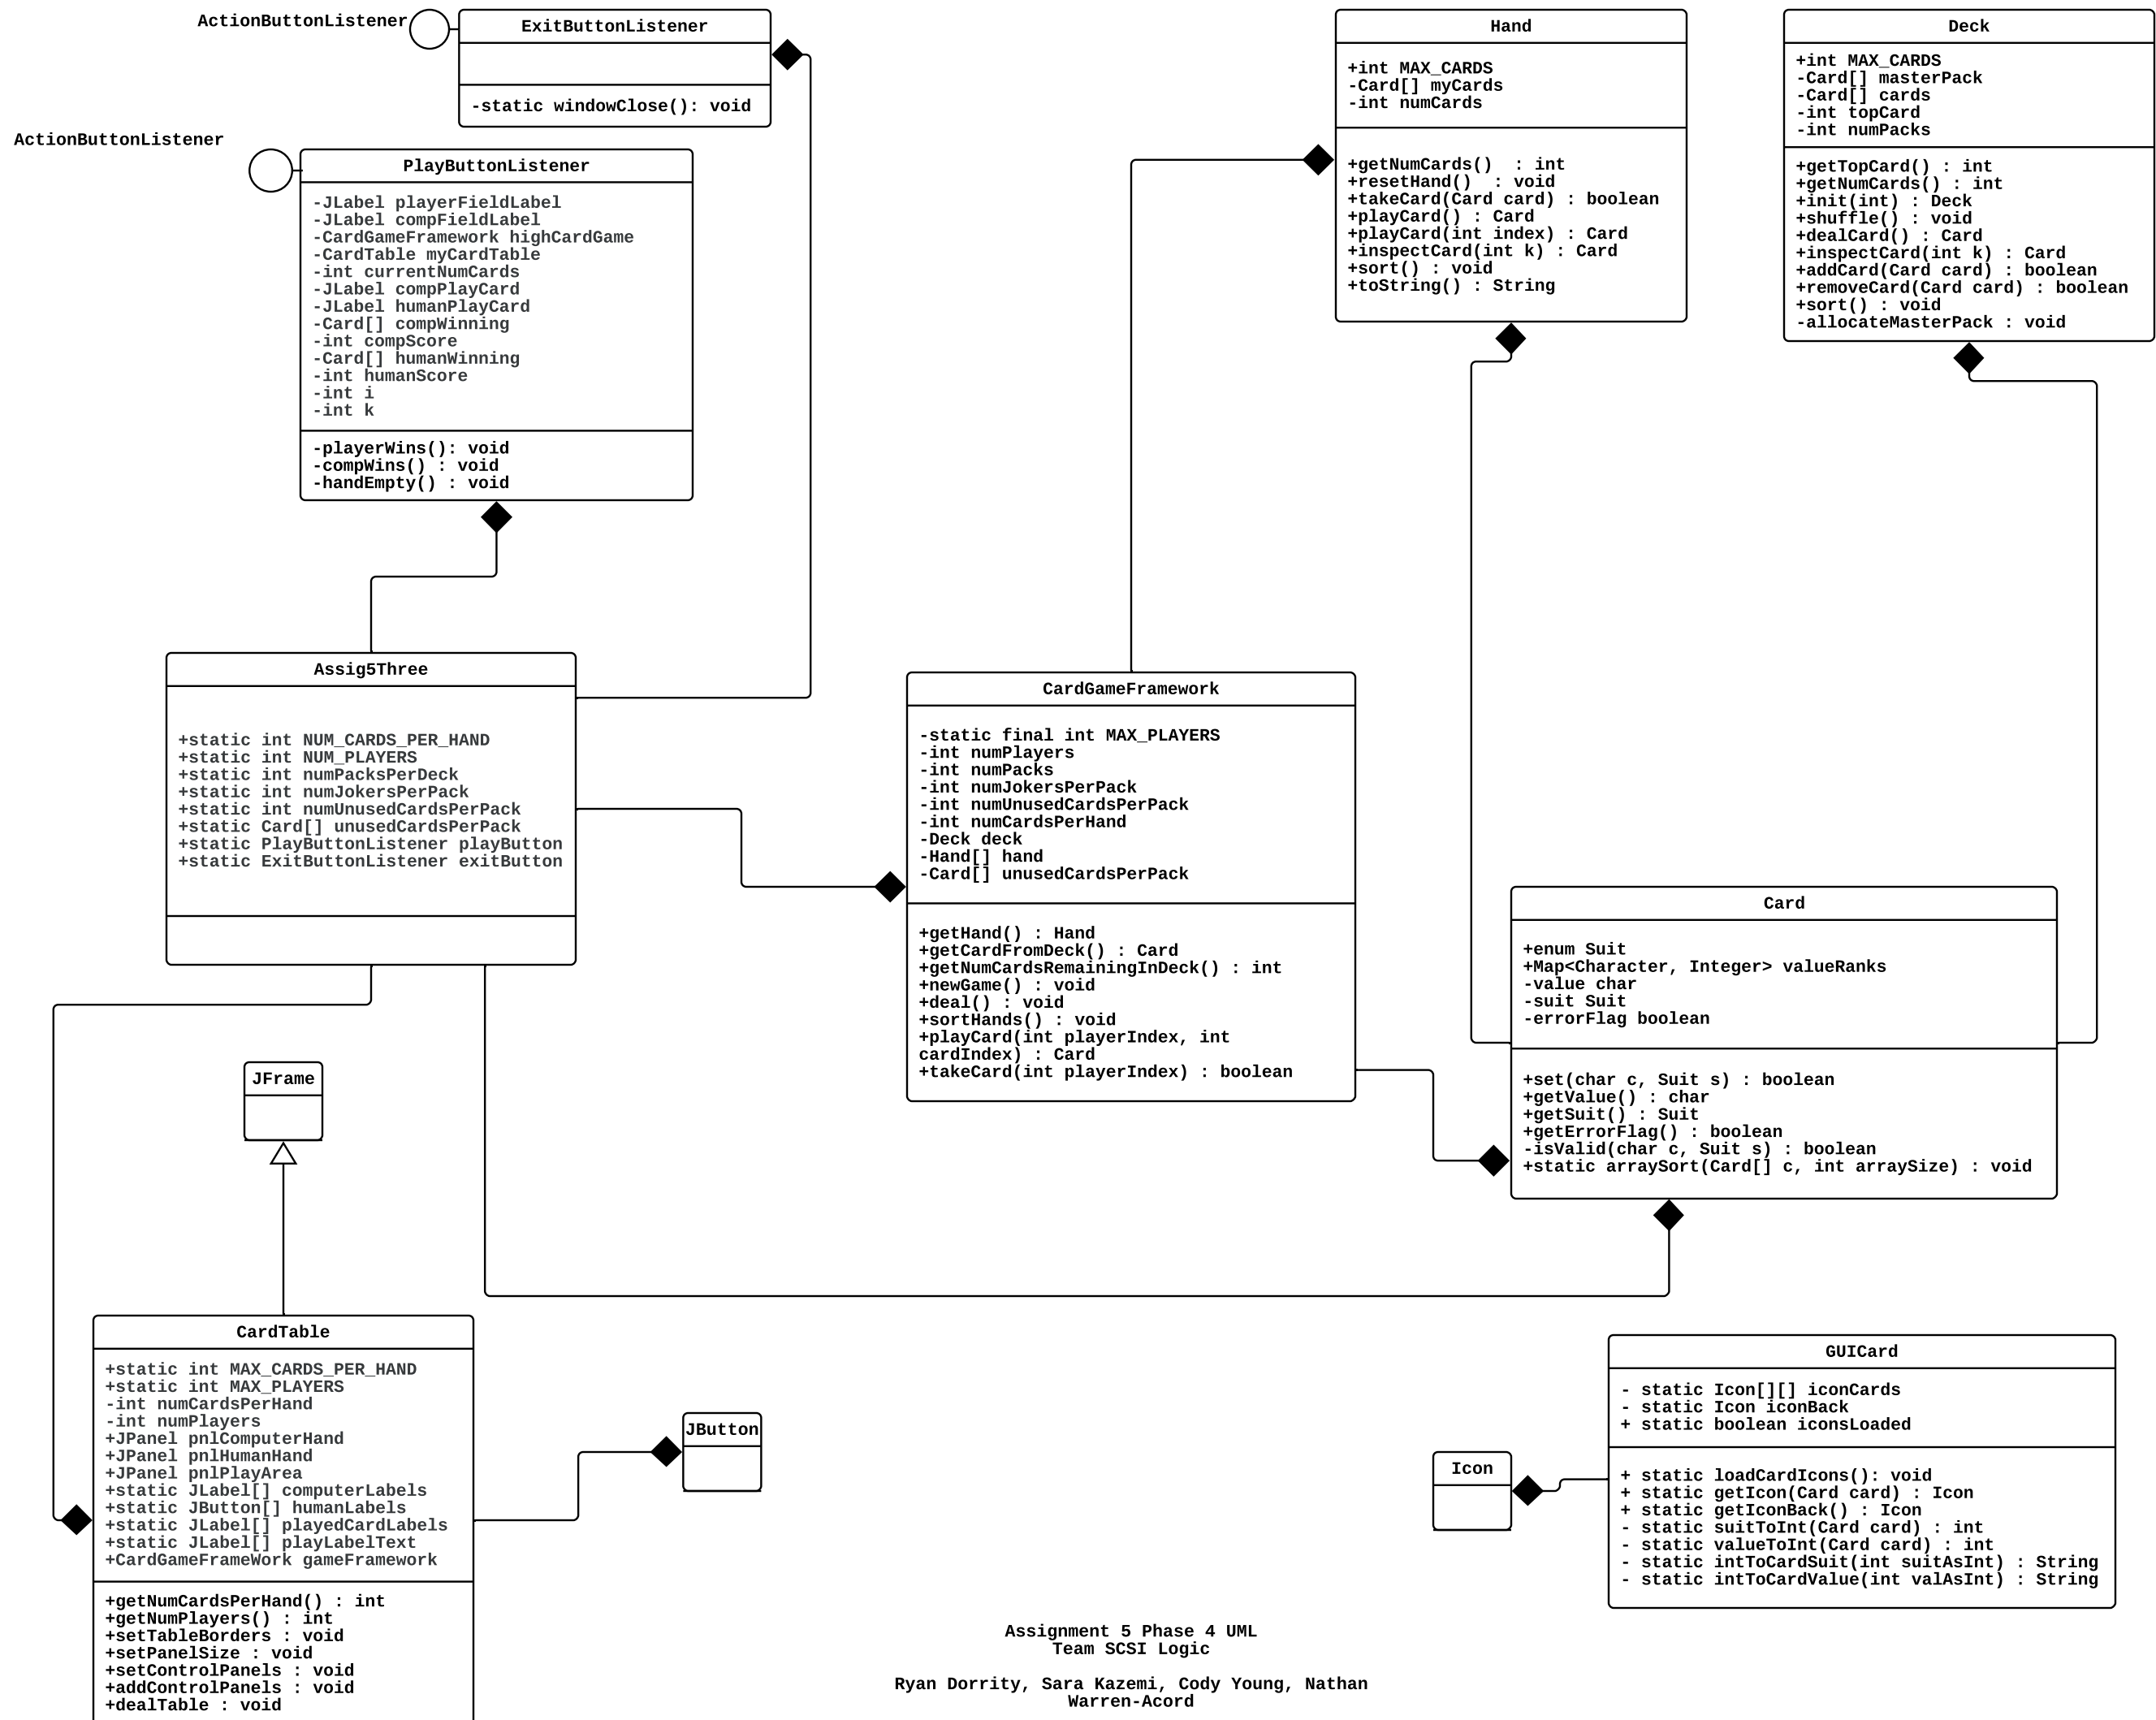 ActionButtonListener
ExitButtonListener
-static windowClose(): void
ActionButtonListener
PlayButtonListener
-JLabel playerFieldLabel
-JLabel compFieldLabel
-CardGameFramework highCardGame
-CardTable myCardTable
-int currentNumCards
-JLabel compPlayCard
-JLabel humanPlayCard
-Card[] compWinning
-int compScore
-Card[] humanWinning
-int humanScore
-int i
-int k
-playerWins(): void
-compWins() : void
-handEmpty() : void
Hand
+int MAX_CARDS
-Card[] myCards
-int numCards
+getNumCards()  : int
+resetHand()  : void
+takeCard(Card card) : boolean
+playCard() : Card
+playCard(int index) : Card
+inspectCard(int k) : Card
+sort() : void
+toString() : String
Deck
+int MAX_CARDS
-Card[] masterPack
-Card[] cards
-int topCard
-int numPacks
+getTopCard() : int
+getNumCards() : int
+init(int) : Deck
+shuffle() : void
+dealCard() : Card
+inspectCard(int k) : Card
+addCard(Card card) : boolean
+removeCard(Card card) : boolean
+sort() : void
-allocateMasterPack : void
Assig5Three
+static int NUM_CARDS_PER_HAND
+static int NUM_PLAYERS
+static int numPacksPerDeck
+static int numJokersPerPack
+static int numUnusedCardsPerPack
+static Card[] unusedCardsPerPack
+static PlayButtonListener playButton
+static ExitButtonListener exitButton
CardGameFramework
-static final int MAX_PLAYERS
-int numPlayers
-int numPacks
-int numJokersPerPack
-int numUnusedCardsPerPack
-int numCardsPerHand
-Deck deck
-Hand[] hand
-Card[] unusedCardsPerPack
+getHand() : Hand
+getCardFromDeck() : Card
+getNumCardsRemainingInDeck() : int
+newGame() : void
+deal() : void
+sortHands() : void
+playCard(int playerIndex, int
cardIndex) : Card
+takeCard(int playerIndex) : boolean
Card
+enum Suit
+Map<Character, Integer> valueRanks
-value char
-suit Suit
-errorFlag boolean
+set(char c, Suit s) : boolean
+getValue() : char
+getSuit() : Suit
+getErrorFlag() : boolean
-isValid(char c, Suit s) : boolean
+static arraySort(Card[] c, int arraySize) : void
JFrame
CardTable
+static int MAX_CARDS_PER_HAND
+static int MAX_PLAYERS
-int numCardsPerHand
-int numPlayers
+JPanel pnlComputerHand
+JPanel pnlHumanHand
+JPanel pnlPlayArea
+static JLabel[] computerLabels
+static JButton[] humanLabels
+static JLabel[] playedCardLabels
+static JLabel[] playLabelText
+CardGameFrameWork gameFramework
+getNumCardsPerHand() : int
+getNumPlayers() : int
+setTableBorders : void
+setPanelSize : void
+setControlPanels : void
+addControlPanels : void
+dealTable : void
JButton
Icon
GUICard
- static Icon[][] iconCards
- static Icon iconBack
+ static boolean iconsLoaded
+ static loadCardIcons(): void
+ static getIcon(Card card) : Icon
+ static getIconBack() : Icon
- static suitToInt(Card card) : int
- static valueToInt(Card card) : int
- static intToCardSuit(int suitAsInt) : String
- static intToCardValue(int valAsInt) : String
Assignment 5 Phase 4 UML
Team SCSI Logic
Ryan Dorrity, Sara Kazemi, Cody Young, Nathan
Warren-Acord